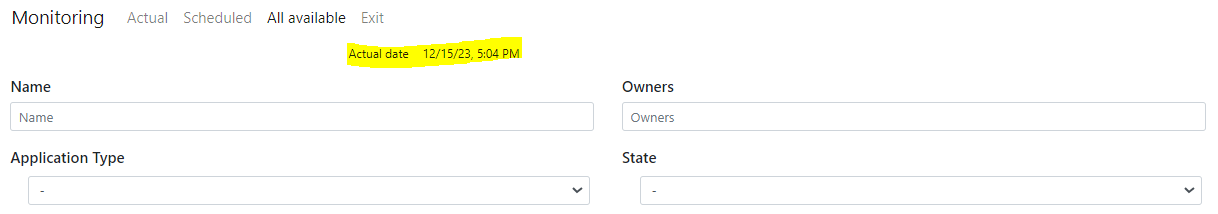 Monitoring Actual Scheduled All available Exit
Actual date 12/15/23, 5:04 PM
Name Owners
Name Owners
Application Type State
- -